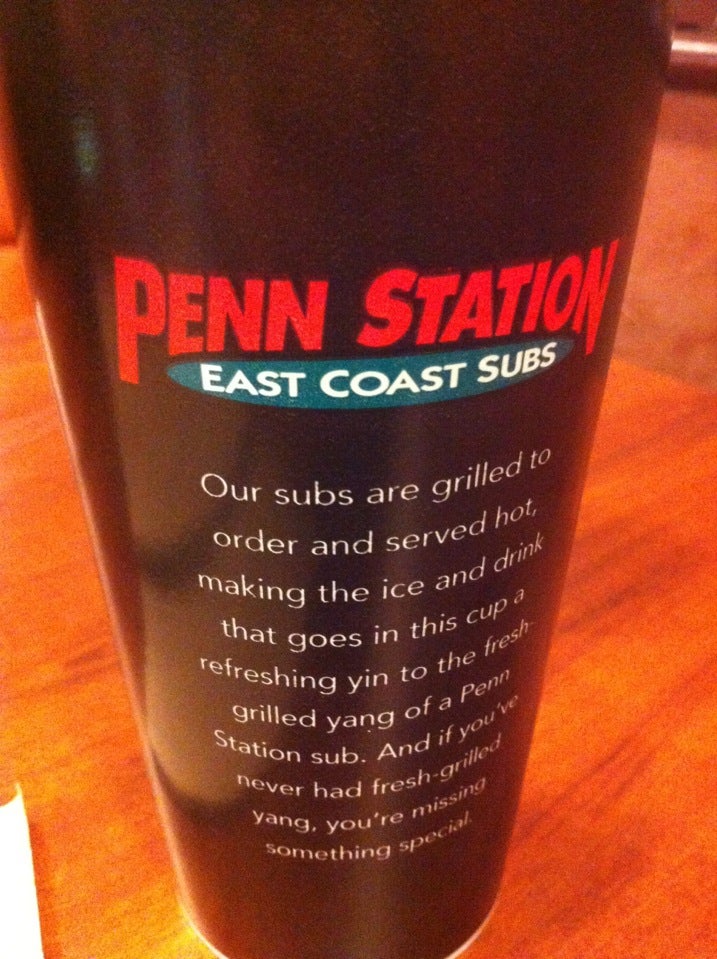 PENN STATION
EAST COAST SUBS
Our subs are grilled to
order and served hot,
making the ice and drink
that goes in this cup a
refreshing yin to the fresh-
grilled yang of a Penn
Station sub. And if you've
never had fresh-grilled
yang, you're missing
something special.